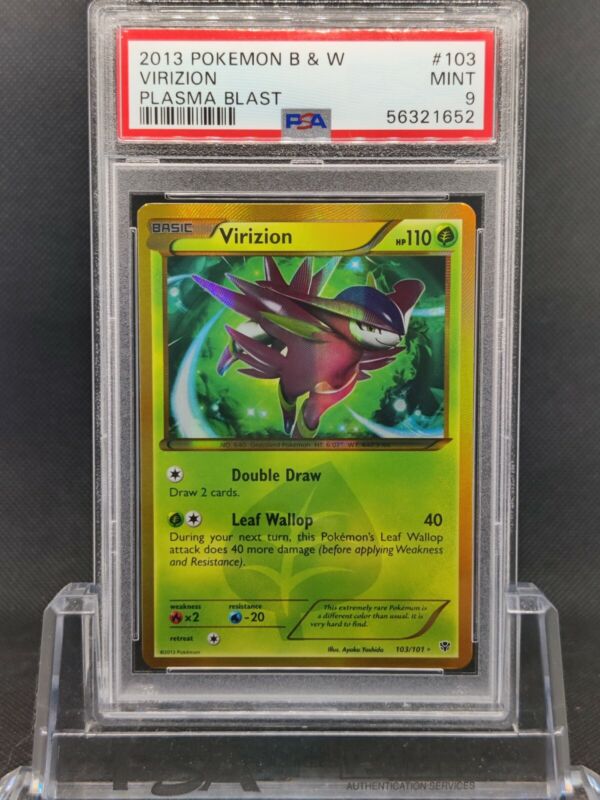 2013 POKEMON B & W #103
VIRIZION MINT
PLASMA BLAST PSA 9
56321652
BASIC Virizion HP110
Double Draw
Draw 2 cards.
Leaf Wallop 40
During your next turn, this Pokémon's Leaf Wallop
attack does 40 more damage (before applying Weakness
and Resistance).
weakness resistance
×2 -20
retreat
This extremely rare Pokémon is
a different color than usual. It is
very hard to find.
©2013 Pokémon Illus. Ayaka Yoshida 103/101
PSA
AUTHENTICATION SERVICES